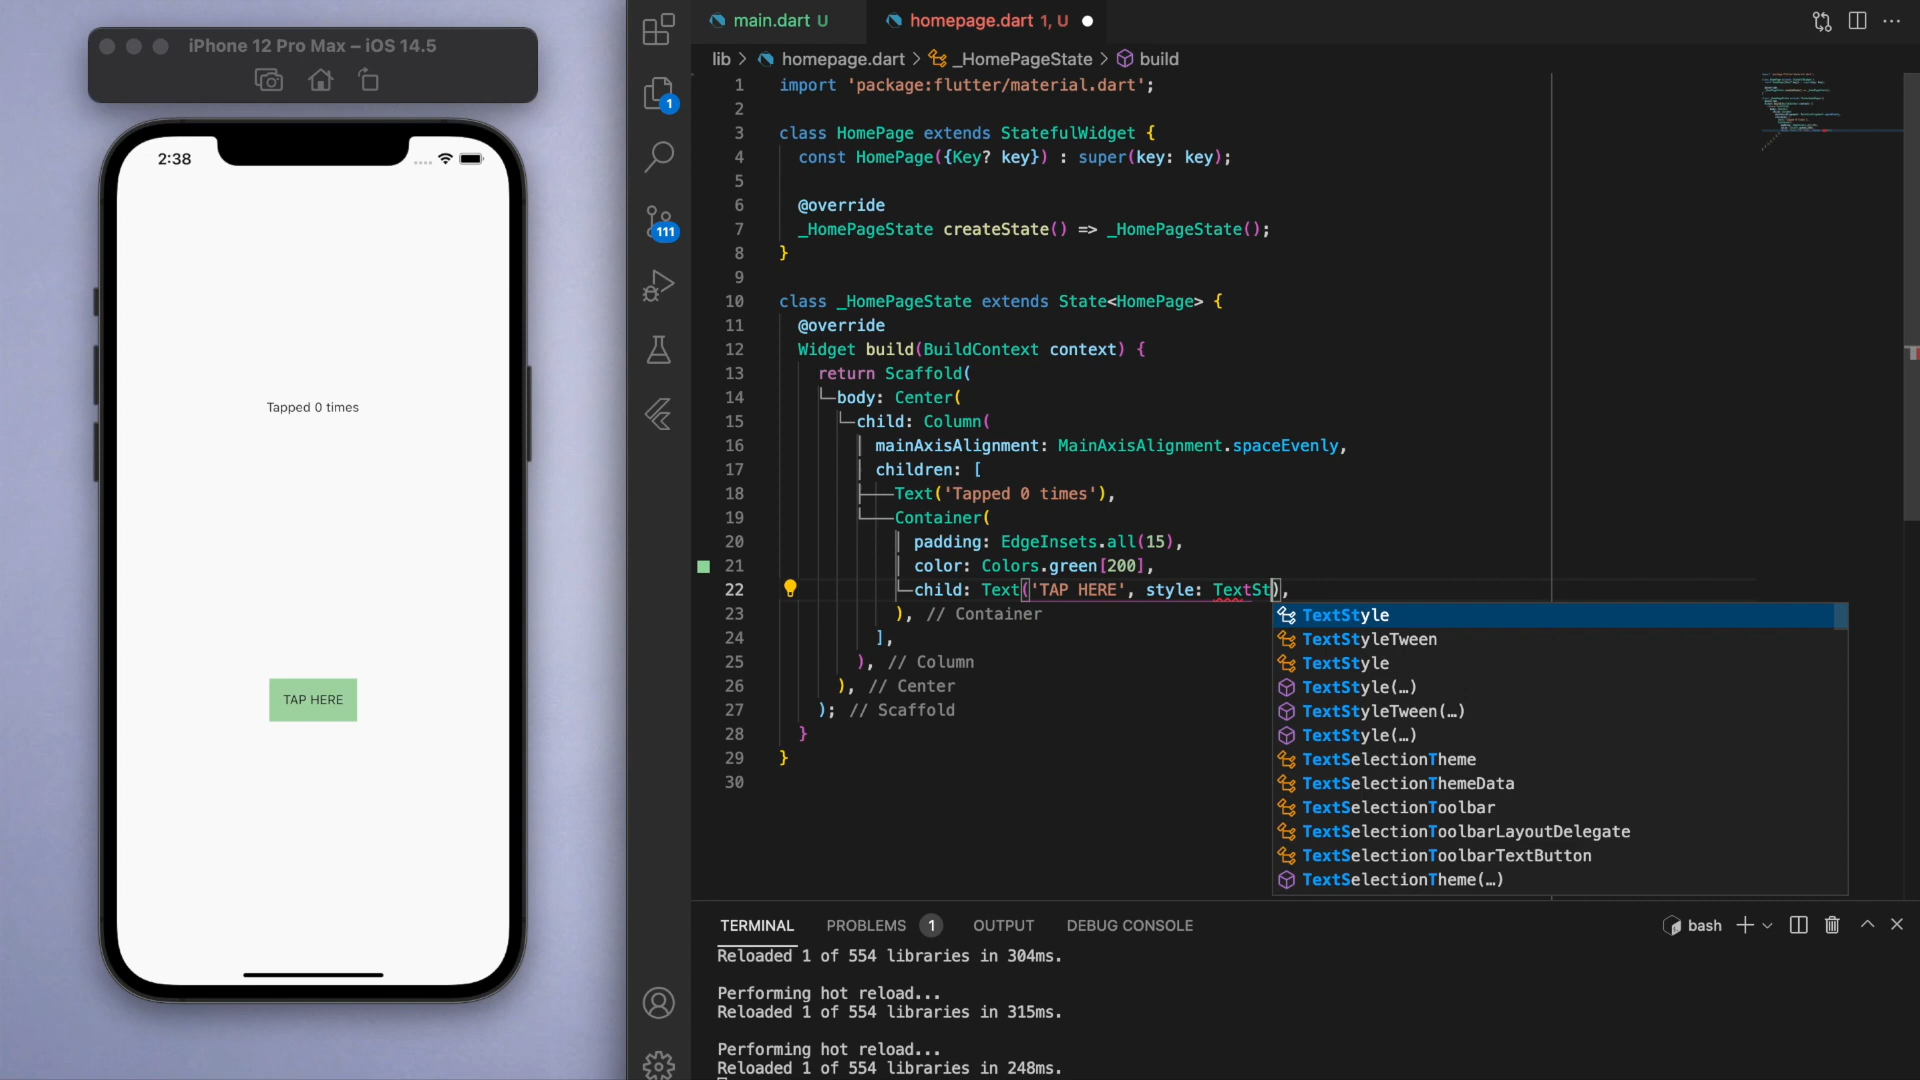 iPhone 12 Pro Max – iOS 14.5
2:38
Tapped 0 times
TAP HERE
main.dart U
homepage.dart 1, U
lib > homepage.dart > _HomePageState > build
1
111
1 import 'package:flutter/material.dart';
2
3 class HomePage extends StatefulWidget {
4 const HomePage({Key? key}) : super(key: key);
5
6 @override
7 _HomePageState createState() => _HomePageState();
8 }
9
10 class _HomePageState extends State<HomePage> {
11 @override
12 Widget build(BuildContext context) {
13 return Scaffold(
14 body: Center(
15 child: Column(
16 mainAxisAlignment: MainAxisAlignment.spaceEvenly,
17 children: [
18 Text('Tapped 0 times'),
19 Container(
20 padding: EdgeInsets.all(15),
21 color: Colors.green[200],
22 child: Text('TAP HERE', style: TextSt),
23 ), // Container
24 ],
25 ), // Column
26 ), // Center
27 ); // Scaffold
28 }
29 }
30
TextStyle
TextStyleTween
TextStyle
TextStyle(…)
TextStyleTween(…)
TextStyle(…)
TextSelectionTheme
TextSelectionThemeData
TextSelectionToolbar
TextSelectionToolbarLayoutDelegate
TextSelectionToolbarTextButton
TextSelectionTheme(…)
TERMINAL PROBLEMS 1 OUTPUT DEBUG CONSOLE
bash
Reloaded 1 of 554 libraries in 304ms.
Performing hot reload...
Reloaded 1 of 554 libraries in 315ms.
Performing hot reload...
Reloaded 1 of 554 libraries in 248ms.